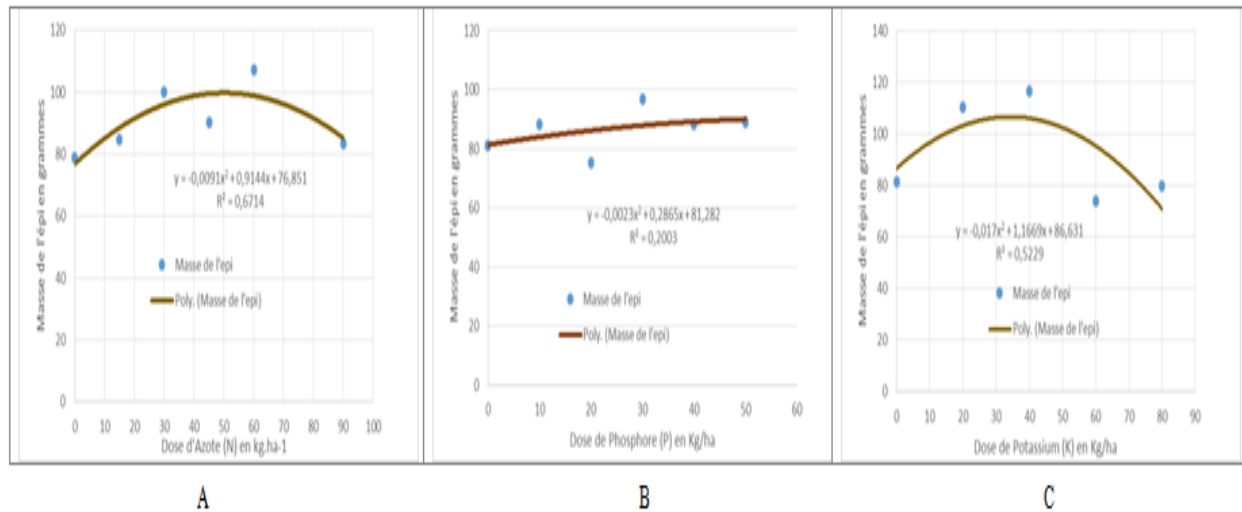 120
100
80
60
40
20
0
Masse de l'épi en grammes
y = -0,0091x² + 0,9144x + 76,851
R² = 0,6714
Masse de l'epi
Poly. (Masse de l'epi)
0 10 20 30 40 50 60 70 80 90 100
Dose d'Azote (N) en kg.ha-1
120
100
80
60
40
20
0
Masse de l'épi en grammes
y = -0,0023x² + 0,2865x + 81,282
R² = 0,2003
Masse de l'epi
Poly. (Masse de l'epi)
0 10 20 30 40 50 60
Dose de Phosphore (P) en Kg/ha
140
120
100
80
60
40
20
0
Masse de l'épi en grammes
y = -0,017x² + 1,1669x + 86,631
R² = 0,5229
Masse de l'epi
Poly. (Masse de l'epi)
0 10 20 30 40 50 60 70 80 90
Dose de Potassium (K) en Kg/ha
A B C